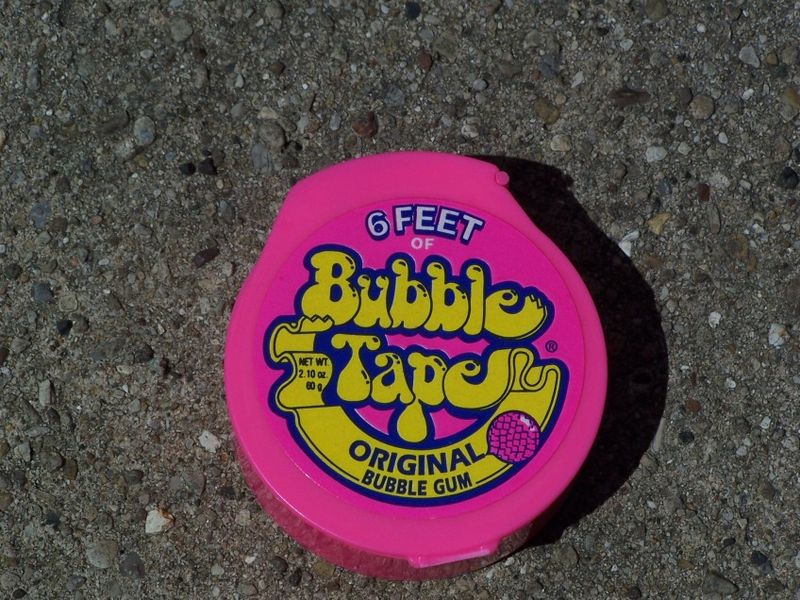 6 FEET
OF
Bubble
Tape
®
NET WT.
2.10 oz.
60 g
ORIGINAL
BUBBLE GUM